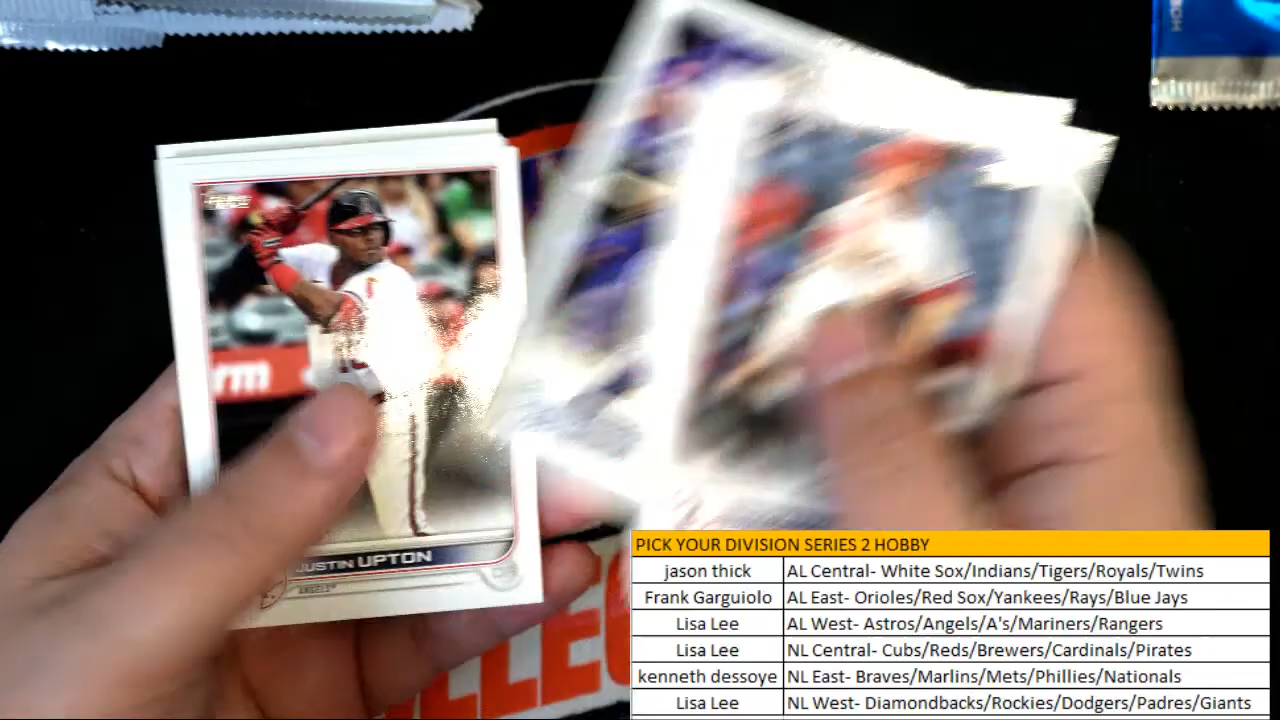 rm
JUSTIN UPTON
ANGELS
LLEC
PICK YOUR DIVISION SERIES 2 HOBBY
jason thick AL Central- White Sox/Indians/Tigers/Royals/Twins
Frank Garguiolo AL East- Orioles/Red Sox/Yankees/Rays/Blue Jays
Lisa Lee AL West- Astros/Angels/A's/Mariners/Rangers
Lisa Lee NL Central- Cubs/Reds/Brewers/Cardinals/Pirates
kenneth dessoye NL East- Braves/Marlins/Mets/Phillies/Nationals
Lisa Lee NL West- Diamondbacks/Rockies/Dodgers/Padres/Giants